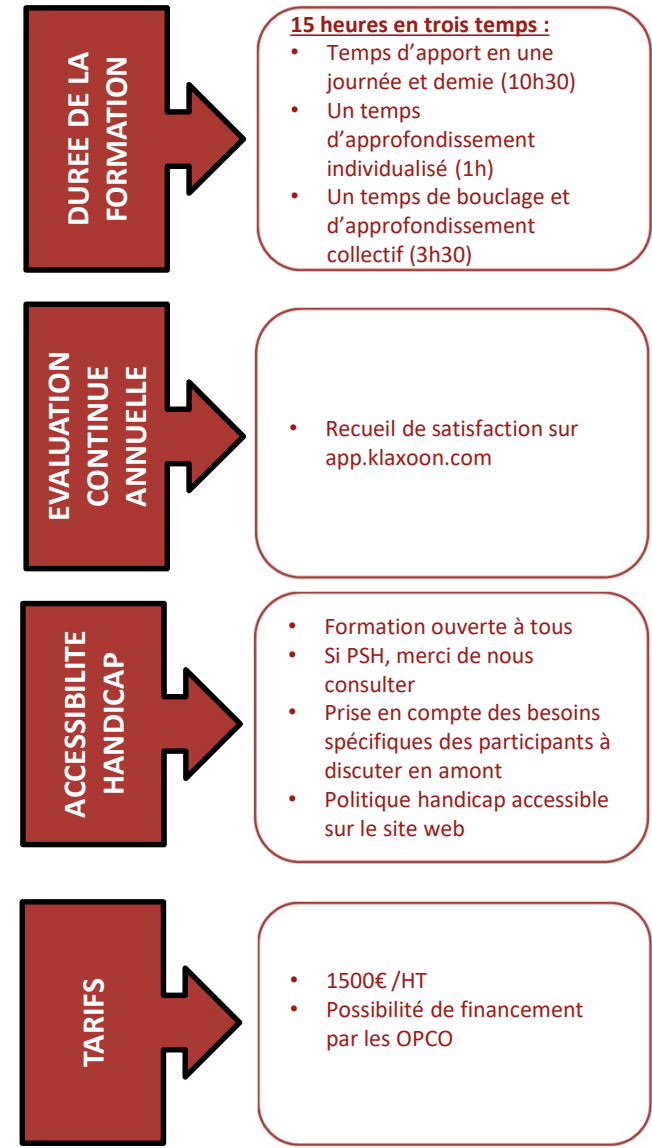 DUREE DE LA
FORMATION
15 heures en trois temps :
• Temps d’apport en une
journée et demie (10h30)
• Un temps
d’approfondissement
individualisé (1h)
• Un temps de bouclage et
d’approfondissement
collectif (3h30)
EVALUATION
CONTINUE
ANNUELLE
• Recueil de satisfaction sur
app.klaxoon.com
ACCESSIBILITE
HANDICAP
• Formation ouverte à tous
• Si PSH, merci de nous
consulter
• Prise en compte des besoins
spécifiques des participants à
discuter en amont
• Politique handicap accessible
sur le site web
TARIFS
• 1500€ /HT
• Possibilité de financement
par les OPCO